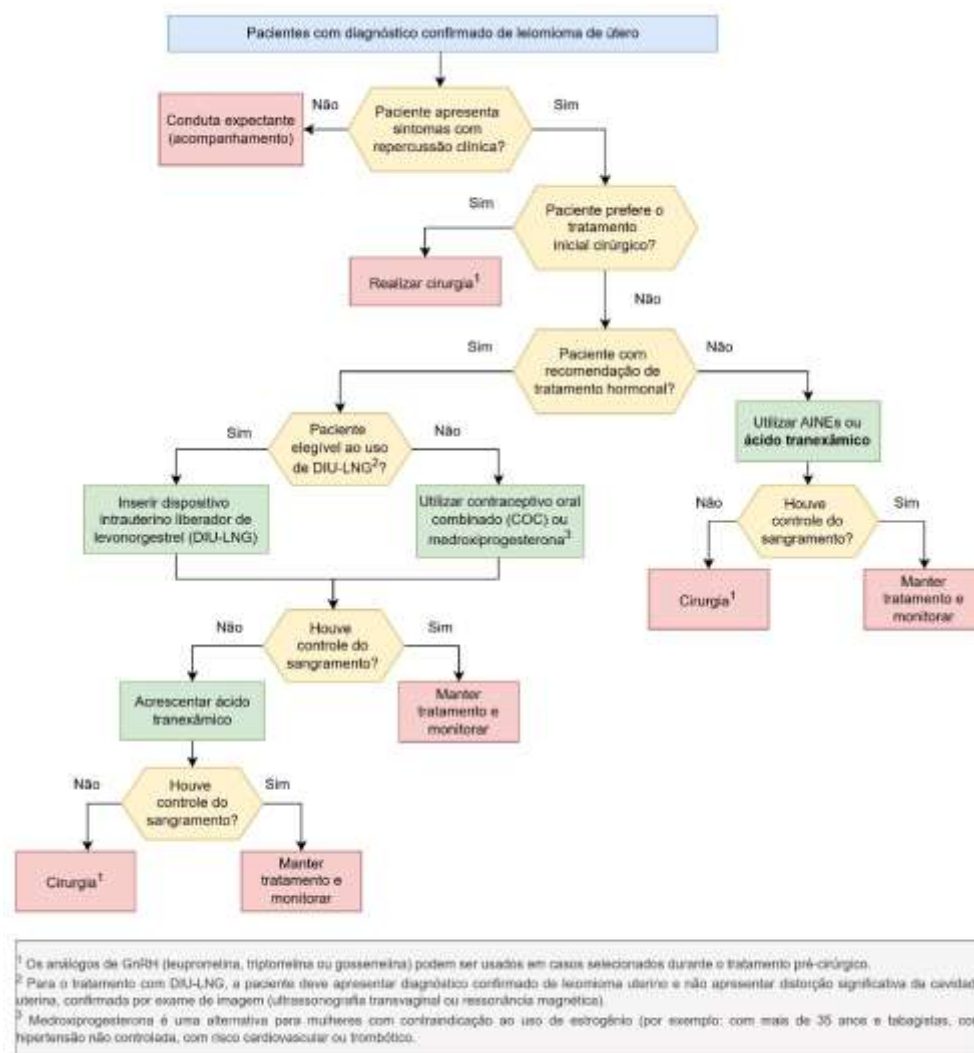 Pacientes com diagnóstico confirmado de leiomioma de útero
Não
Sim
Conduta expectante
(acompanhamento)
Paciente apresenta
sintomas com
repercussão clínica?
Sim
Paciente prefere o
tratamento
inicial cirúrgico?
Realizar cirurgia1
Não
Sim
Paciente com
recomendação de
tratamento hormonal?
Não
Sim
Paciente
elegível ao uso
de DIU-LNG2?
Não
Utilizar AINEs ou
ácido tranexâmico
Inserir dispositivo
intrauterino liberador de
levonorgestrel (DIU-LNG)
Utilizar contraceptivo oral
combinado (COC) ou
medroxiprogesterona3
Não
Houve
controle do
sangramento?
Sim
Cirurgia1
Manter
tratamento e
monitorar
Não
Houve
controle do
sangramento?
Sim
Acrescentar ácido
tranexâmico
Manter
tratamento e
monitorar
Não
Houve
controle do
sangramento?
Sim
Cirurgia1
Manter
tratamento e
monitorar
1 Os análogos de GnRH (leuprorrelina, triptorrelina ou gosserrelina) podem ser usados em casos selecionados durante o tratamento pré-cirúrgico.
2 Para o tratamento com DIU-LNG, a paciente deve apresentar diagnóstico confirmado de leiomioma uterino e não apresentar distorção significativa da cavidad
uterina, confirmada por exame de imagem (ultrassonografia transvaginal ou ressonância magnética).
3 Medroxiprogesterona é uma alternativa para mulheres com contraindicação ao uso de estrogênio (por exemplo: com mais de 35 anos e tabagistas, co
hipertensão não controlada, com risco cardiovascular ou trombótico.